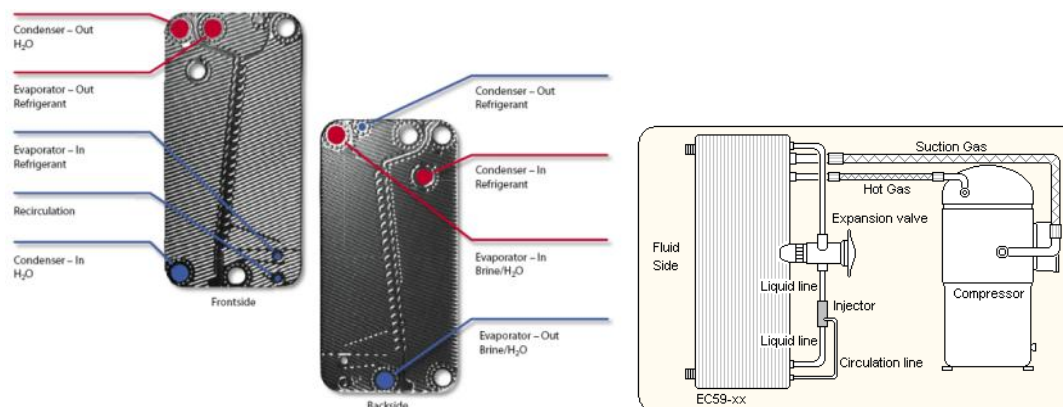 Condenser – Out
H₂O
Evaporator – Out
Refrigerant
Evaporator – In
Refrigerant
Recirculation
Condenser – In
H₂O
Frontside
Condenser – Out
Refrigerant
Condenser – In
Refrigerant
Evaporator – In
Brine/H₂O
Evaporator – Out
Brine/H₂O
Backside
Suction Gas
Hot Gas
Expansion valve
Fluid
Side
Liquid line
Injector
Compressor
Liquid line
Circulation line
EC59-xx